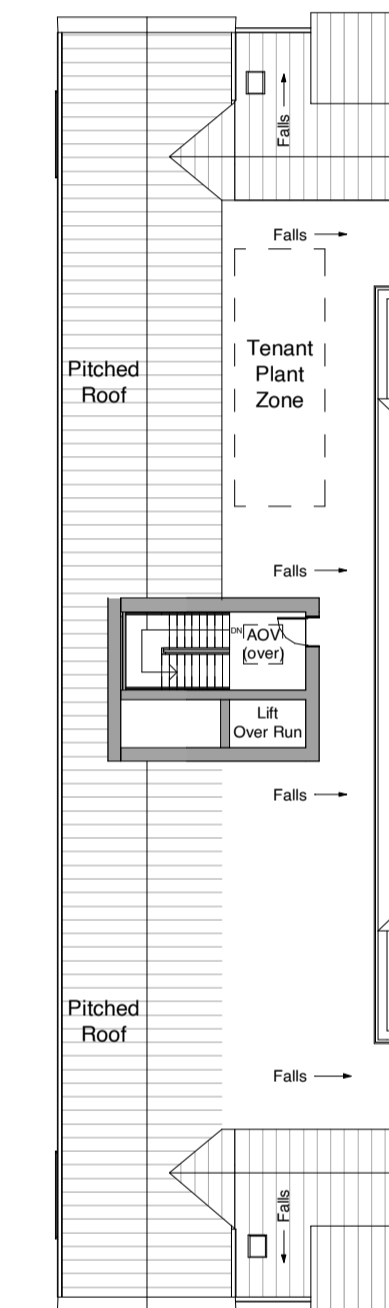 Falls
Falls
Tenant
Plant
Zone
Pitched
Roof
Falls
DN
AOV
(over)
Lift
Over Run
Falls
Pitched
Roof
Falls
Falls